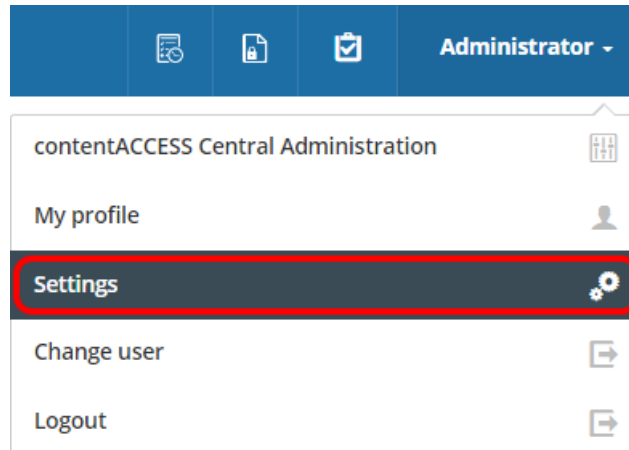 Administrator
contentACCESS Central Administration
My profile
Settings
Change user
Logout